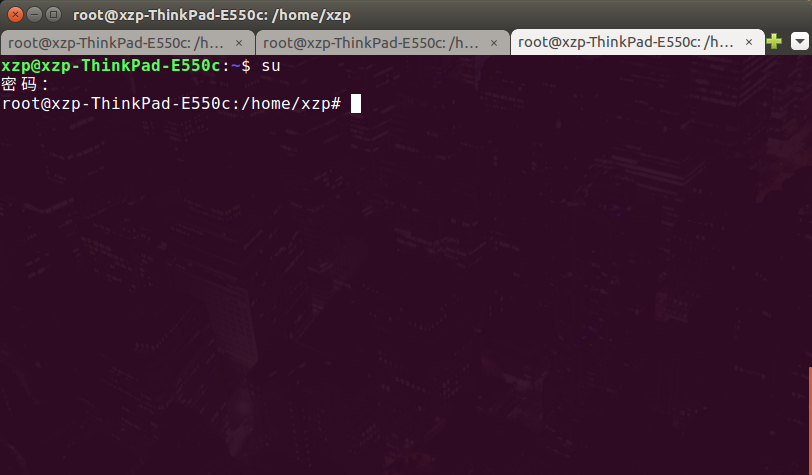 root@xzp-ThinkPad-E550c: /home/xzp
root@xzp-ThinkPad-E550c: /h... × root@xzp-ThinkPad-E550c: /h... × root@xzp-ThinkPad-E550c: /h... ×
xzp@xzp-ThinkPad-E550c:~$ su
密码：
root@xzp-ThinkPad-E550c:/home/xzp#